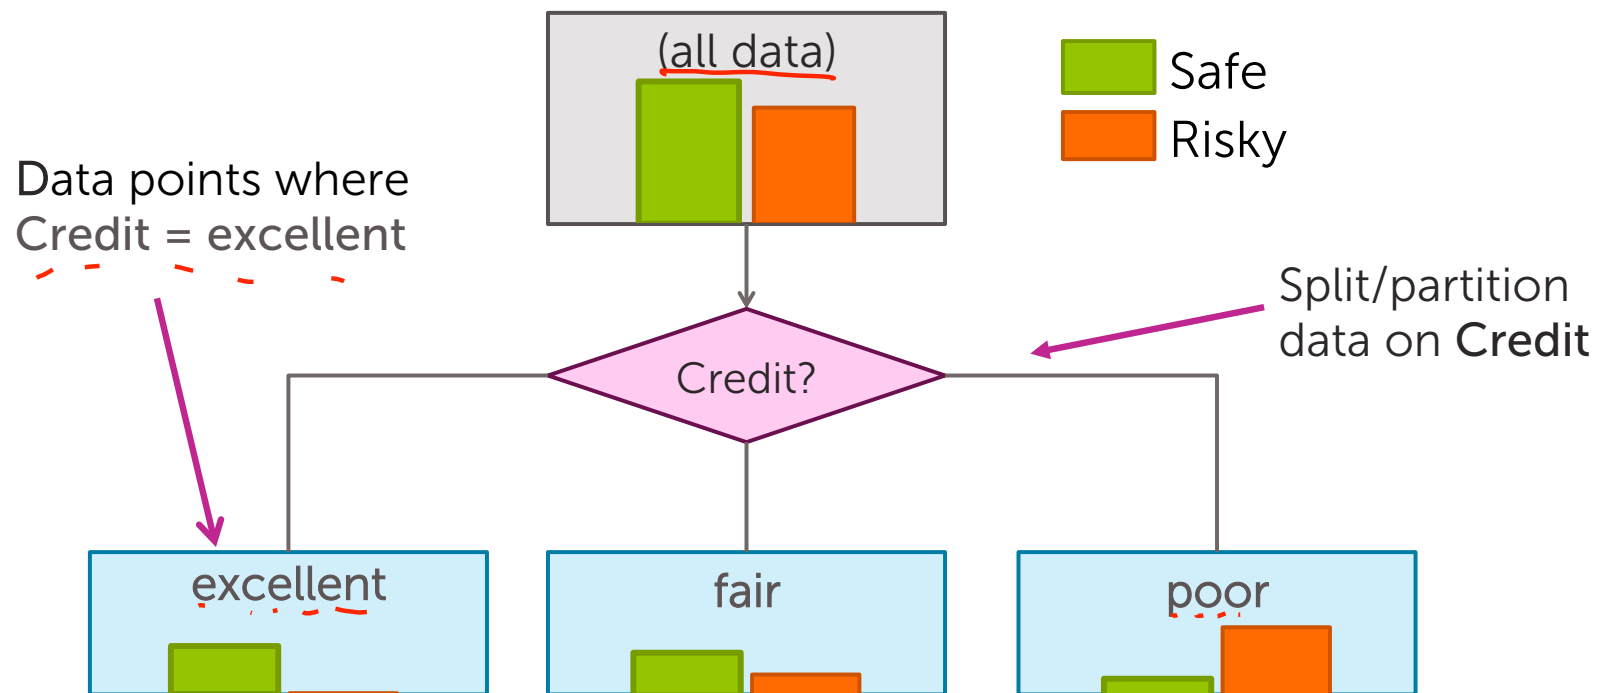 (all data)
Safe
Risky
Data points where
Credit = excellent
Split/partition
data on Credit
Credit?
excellent
fair
poor